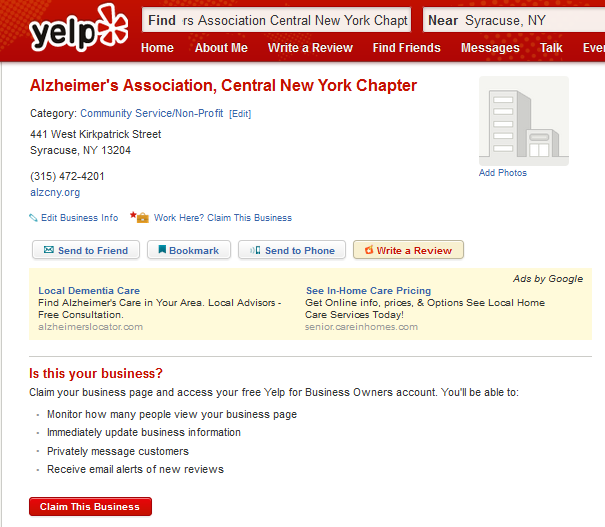 yelp
Find rs Association Central New York Chapt
Near Syracuse, NY
Home About Me Write a Review Find Friends Messages Talk Eve
Alzheimer's Association, Central New York Chapter
Category: Community Service/Non-Profit [Edit]
441 West Kirkpatrick Street
Syracuse, NY 13204
(315) 472-4201
alzcny.org
Add Photos
Edit Business Info Work Here? Claim This Business
Send to Friend Bookmark Send to Phone Write a Review
Ads by Google
Local Dementia Care
Find Alzheimer's Care in Your Area. Local Advisors -
Free Consultation.
alzheimerslocator.com
See In-Home Care Pricing
Get Online info, prices, & Options See Local Home
Care Services Today!
senior.careinhomes.com
Is this your business?
Claim your business page and access your free Yelp for Business Owners account. You'll be able to:
Monitor how many people view your business page
Immediately update business information
Privately message customers
Receive email alerts of new reviews
Claim This Business